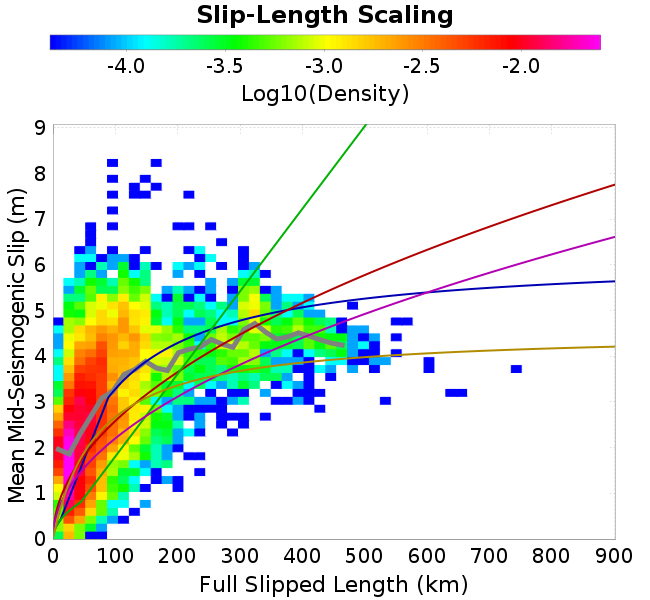 Slip-Length Scaling
-4.0 -3.5 -3.0 -2.5 -2.0
Log10(Density)
Mean Mid-Seismogenic Slip (m)
9
8
7
6
5
4
3
2
1
0
0 100 200 300 400 500 600 700 800 900
Full Slipped Length (km)